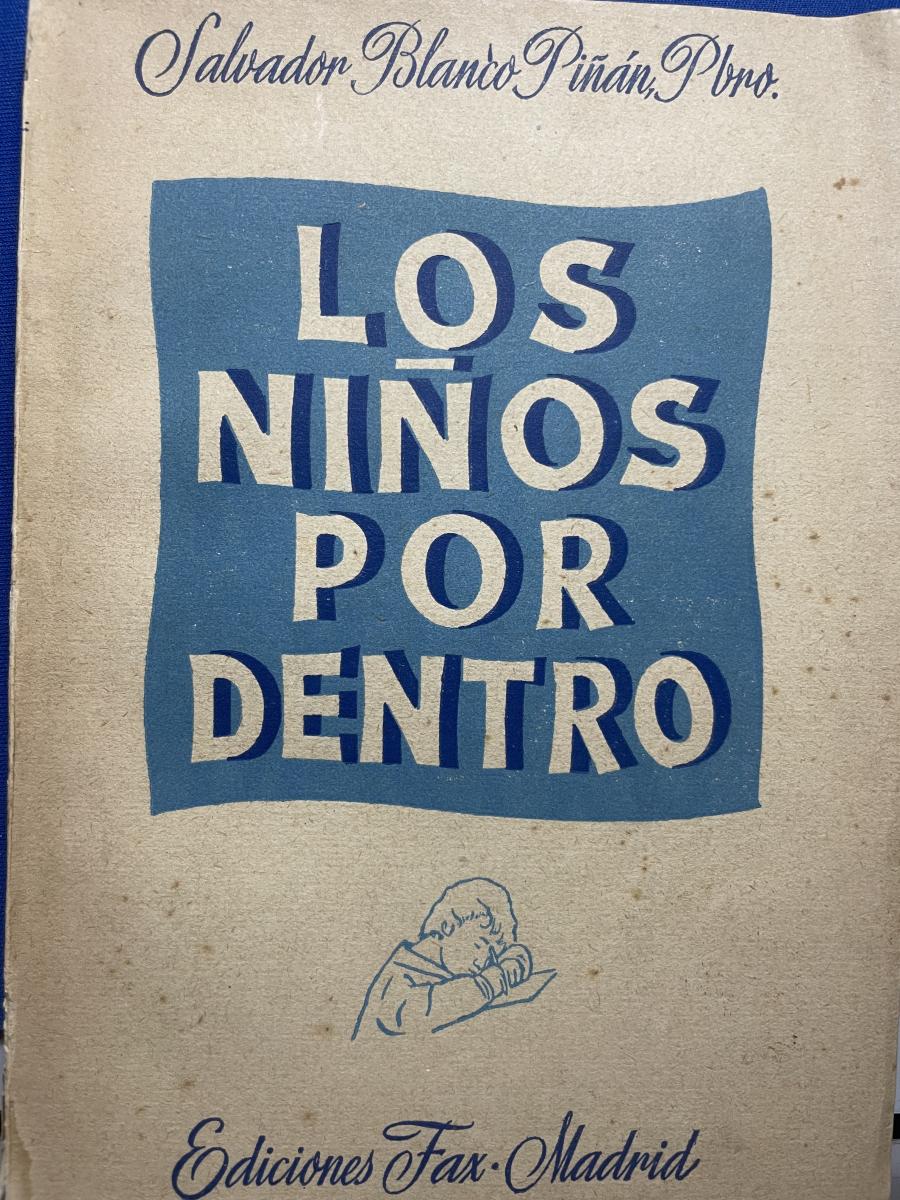 Salvador Blanco Piñán, Pbro.
LOS
NIÑOS
POR
DENTRO
Ediciones Fax · Madrid